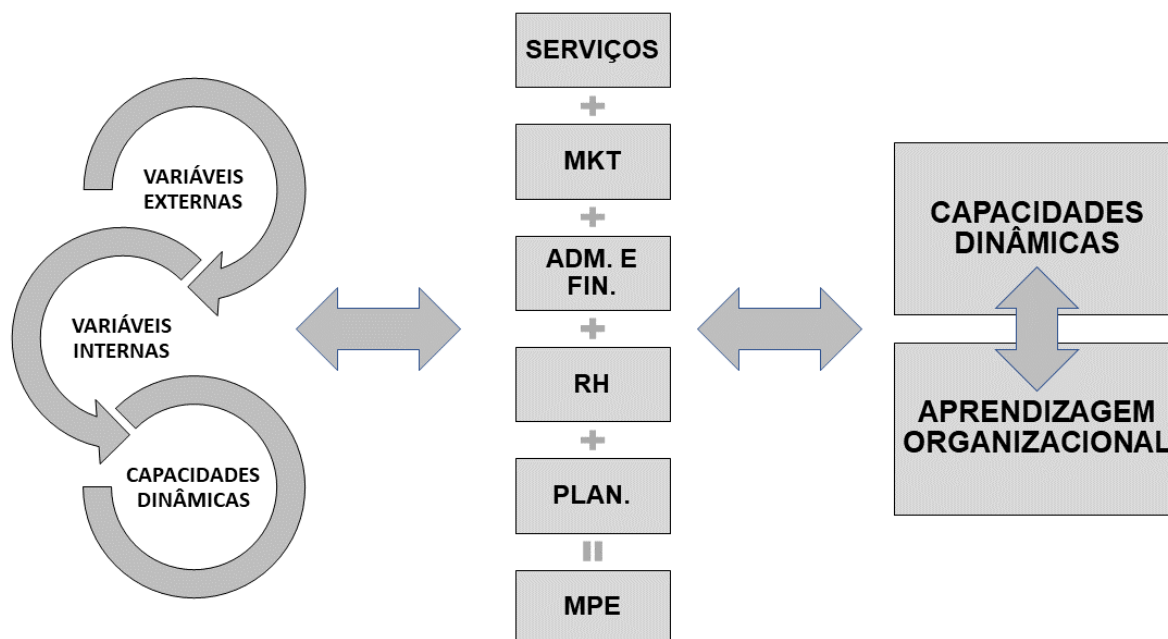 VARIÁVEIS
EXTERNAS
VARIÁVEIS
INTERNAS
CAPACIDADES
DINÂMICAS
SERVIÇOS
+
MKT
+
ADM. E
FIN.
+
RH
+
PLAN.
=
MPE
CAPACIDADES
DINÂMICAS
APRENDIZAGEM
ORGANIZACIONAL